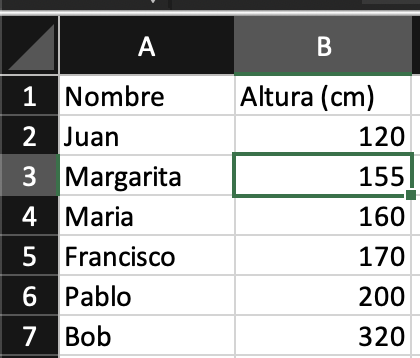 A B
1 Nombre Altura (cm)
2 Juan 120
3 Margarita 155
4 Maria 160
5 Francisco 170
6 Pablo 200
7 Bob 320